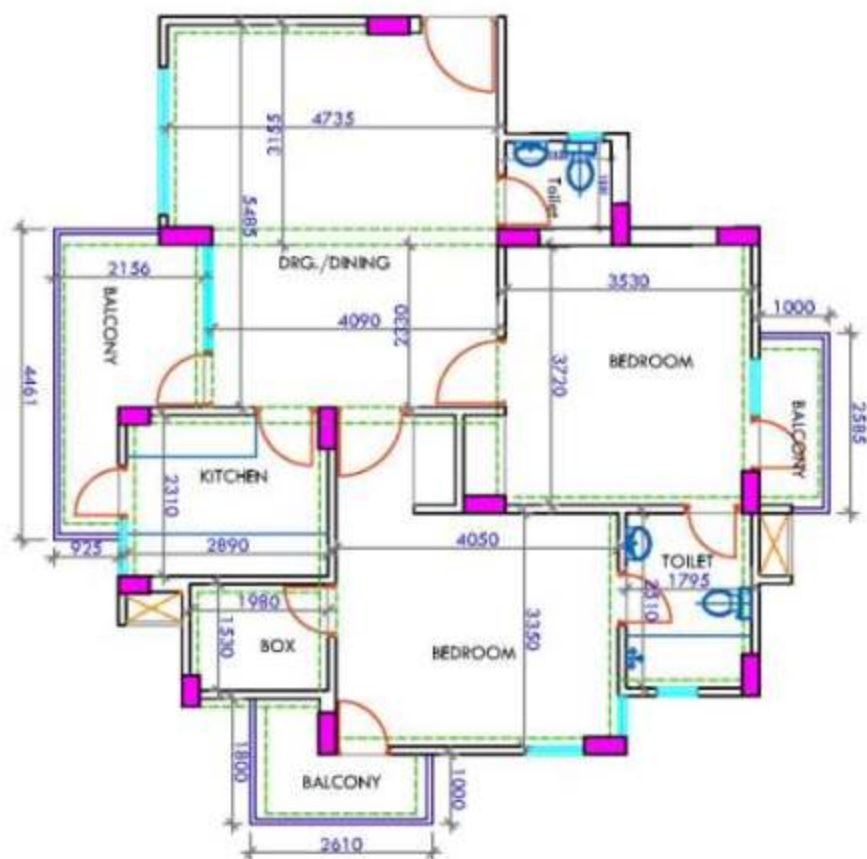 4735
3155
5485
Toilet
2156
DRG./DINING
3530
1000
BALCONY
4090
2330
3720
BEDROOM
4461
BALCONY
2585
KITCHEN
2310
925
2890
4050
TOILET
1795
2310
1980
1530
BOX
BEDROOM
3350
1800
BALCONY
1000
2610